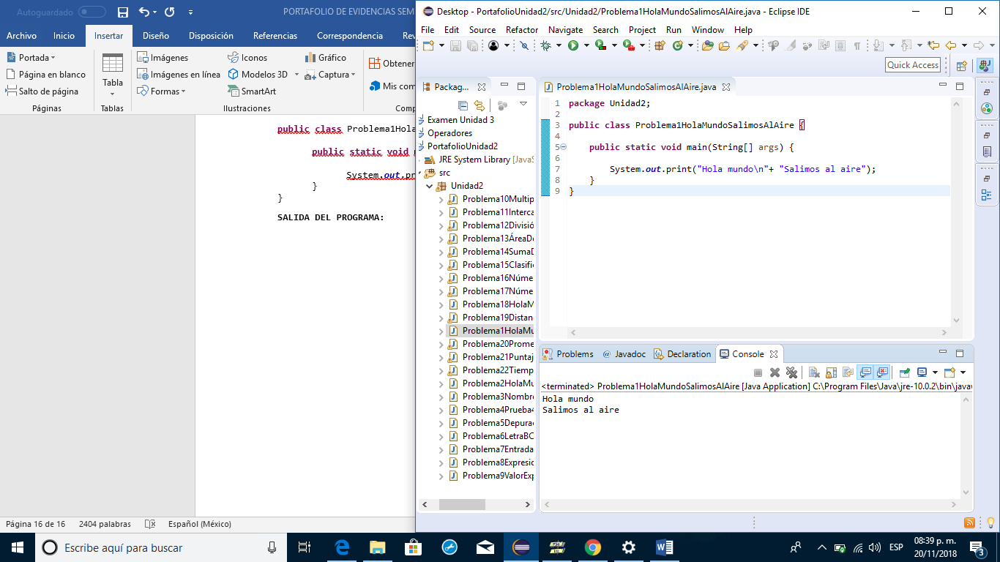 Autoguardado
PORTAFOLIO DE EVIDENCIAS SEM
Archivo Inicio Insertar Diseño Disposición Referencias Correspondencia Rev
Portada
Página en blanco
Salto de página
Páginas
Tabla
Tablas
Imágenes
Imágenes en línea
Formas
Iconos
Modelos 3D
SmartArt
Gráfico
Captura
Ilustraciones
Obtener
Mis com
Comp
public class Problema1Hola
public static void m
System.out.pr
}
}
SALIDA DEL PROGRAMA:
Página 16 de 16 2404 palabras Español (México)
Desktop - PortafolioUnidad2/src/Unidad2/Problema1HolaMundoSalimosAlAire.java - Eclipse IDE
File Edit Source Refactor Navigate Search Project Run Window Help
Quick Access
Packag...
Examen Unidad 3
Operadores
PortafolioUnidad2
JRE System Library [JavaS
src
Unidad2
Problema10Multip
Problema11Interca
Problema12Divisió
Problema13ÁreaDe
Problema14SumaD
Problema15Clasifi
Problema16Núme
Problema17Núme
Problema18HolaM
Problema19Distan
Problema1HolaMu
Problema20Prome
Problema21Puntaj
Problema22Tiemp
Problema2HolaMu
Problema3Nombre
Problema4Prueba4
Problema5Depurac
Problema6LetraBC
Problema7Entrada
Problema8Expresic
Problema9ValorExp
Problema1HolaMundoSalimosAlAire.java
1 package Unidad2;
2
3 public class Problema1HolaMundoSalimosAlAire {
4
5 public static void main(String[] args) {
6
7 System.out.print("Hola mundo\n"+ "Salimos al aire");
8 }
9 }
Problems @ Javadoc Declaration Console
<terminated> Problema1HolaMundoSalimosAlAire [Java Application] C:\Program Files\Java\jre-10.0.2\bin\javaw
Hola mundo
Salimos al aire
Escribe aquí para buscar
ESP
08:39 p. m.
20/11/2018
3